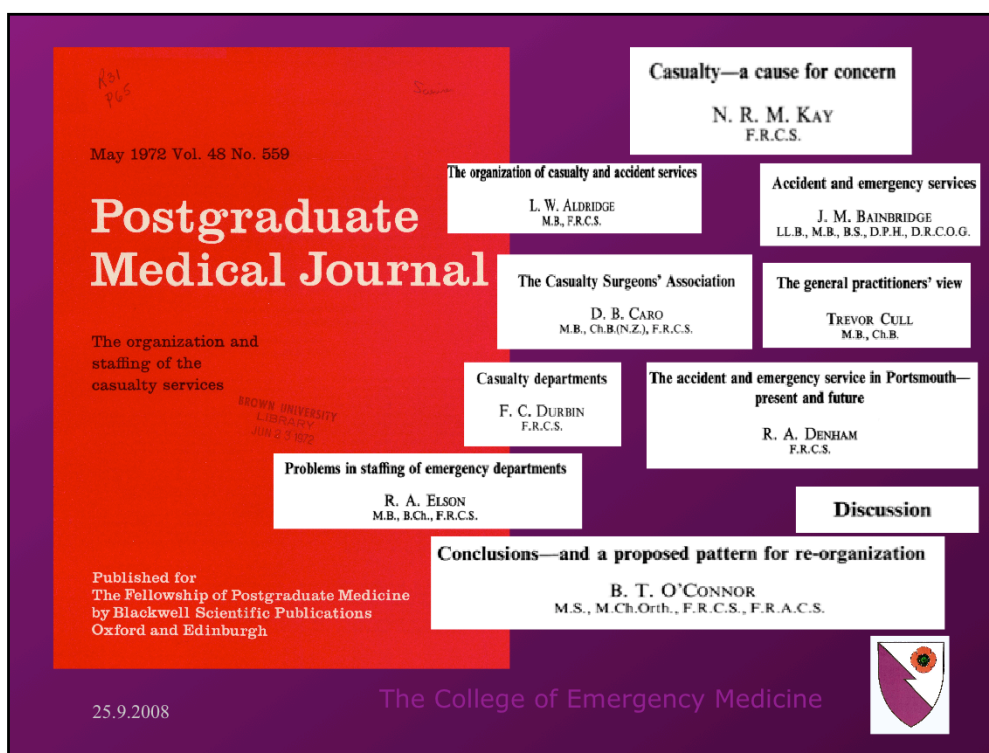 R31
P65
May 1972 Vol. 48 No. 559
Postgraduate
Medical Journal
The organization and
staffing of the
casualty services
BROWN UNIVERSITY
LIBRARY
JUN 23 1972
Published for
The Fellowship of Postgraduate Medicine
by Blackwell Scientific Publications
Oxford and Edinburgh
Casualty—a cause for concern
N. R. M. KAY
F.R.C.S.
The organization of casualty and accident services
L. W. ALDRIDGE
M.B., F.R.C.S.
Accident and emergency services
J. M. BAINBRIDGE
LL.B., M.B., B.S., D.P.H., D.R.C.O.G.
The Casualty Surgeons' Association
D. B. CARO
M.B., Ch.B.(N.Z.), F.R.C.S.
The general practitioners' view
TREVOR CULL
M.B., Ch.B.
Casualty departments
F. C. DURBIN
F.R.C.S.
The accident and emergency service in Portsmouth—
present and future
R. A. DENHAM
F.R.C.S.
Problems in staffing of emergency departments
R. A. ELSON
M.B., B.Ch., F.R.C.S.
Discussion
Conclusions—and a proposed pattern for re-organization
B. T. O'CONNOR
M.S., M.Ch.Orth., F.R.C.S., F.R.A.C.S.
25.9.2008
The College of Emergency Medicine